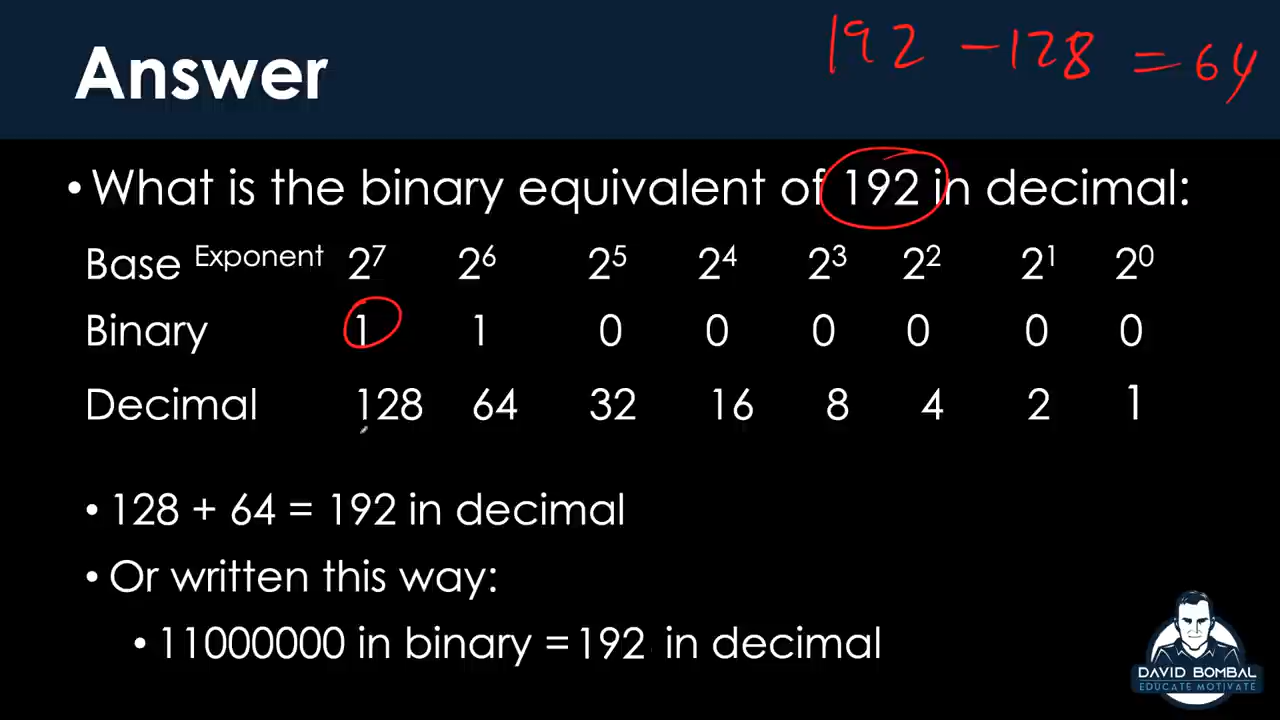 192 - 128 = 64
Answer
• What is the binary equivalent of 192 in decimal:
Base Exponent 2⁷ 2⁶ 2⁵ 2⁴ 2³ 2² 2¹ 2⁰
Binary 1 1 0 0 0 0 0 0
Decimal 128 64 32 16 8 4 2 1
• 128 + 64 = 192 in decimal
• Or written this way:
• 11000000 in binary = 192 in decimal
DAVID BOMBAL
EDUCATE MOTIVATE